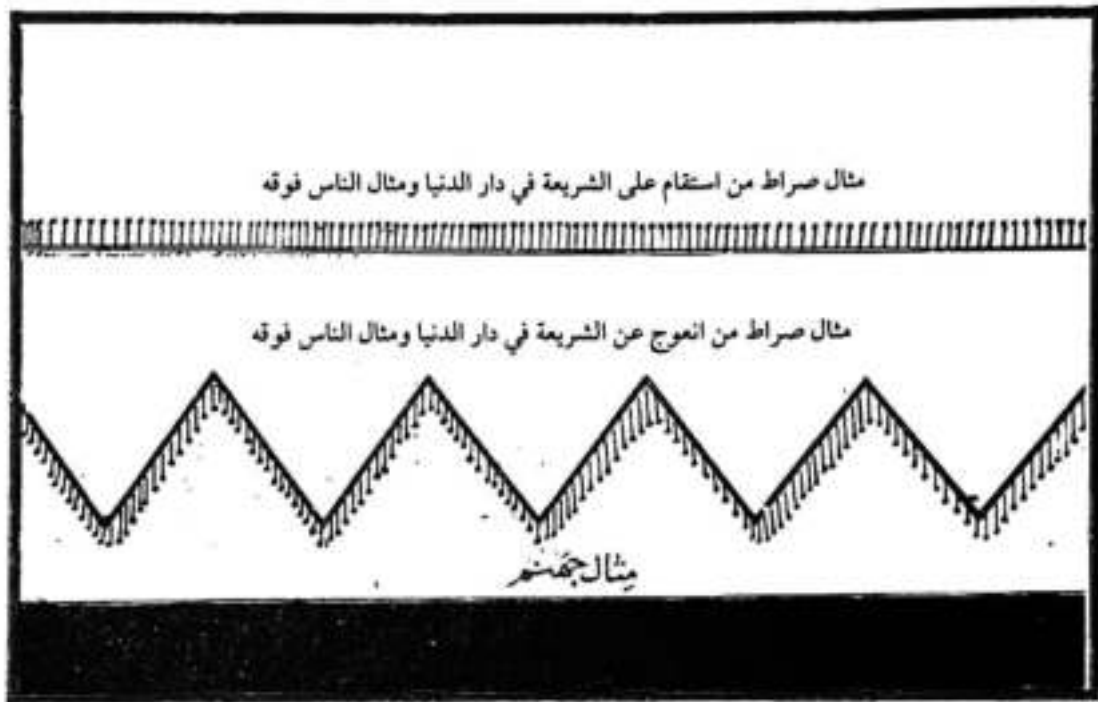 مثال صراط من استقام على الشريعة في دار الدنيا ومثال الناس فوقه
مثال صراط من انعوج عن الشريعة في دار الدنيا ومثال الناس فوقه
مثال جهنم